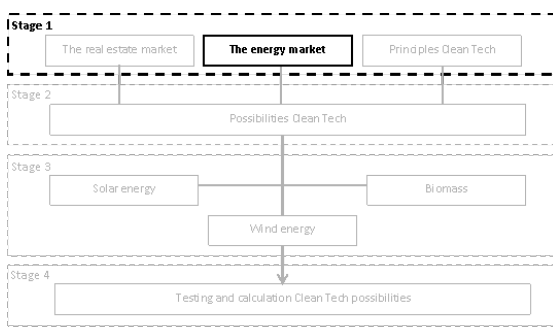 Stage 1
The real estate market
The energy market
Principles Clean Tech
Stage 2
Possibilities Clean Tech
Stage 3
Solar energy
Biomass
Wind energy
Stage 4
Testing and calculation Clean Tech possibilities